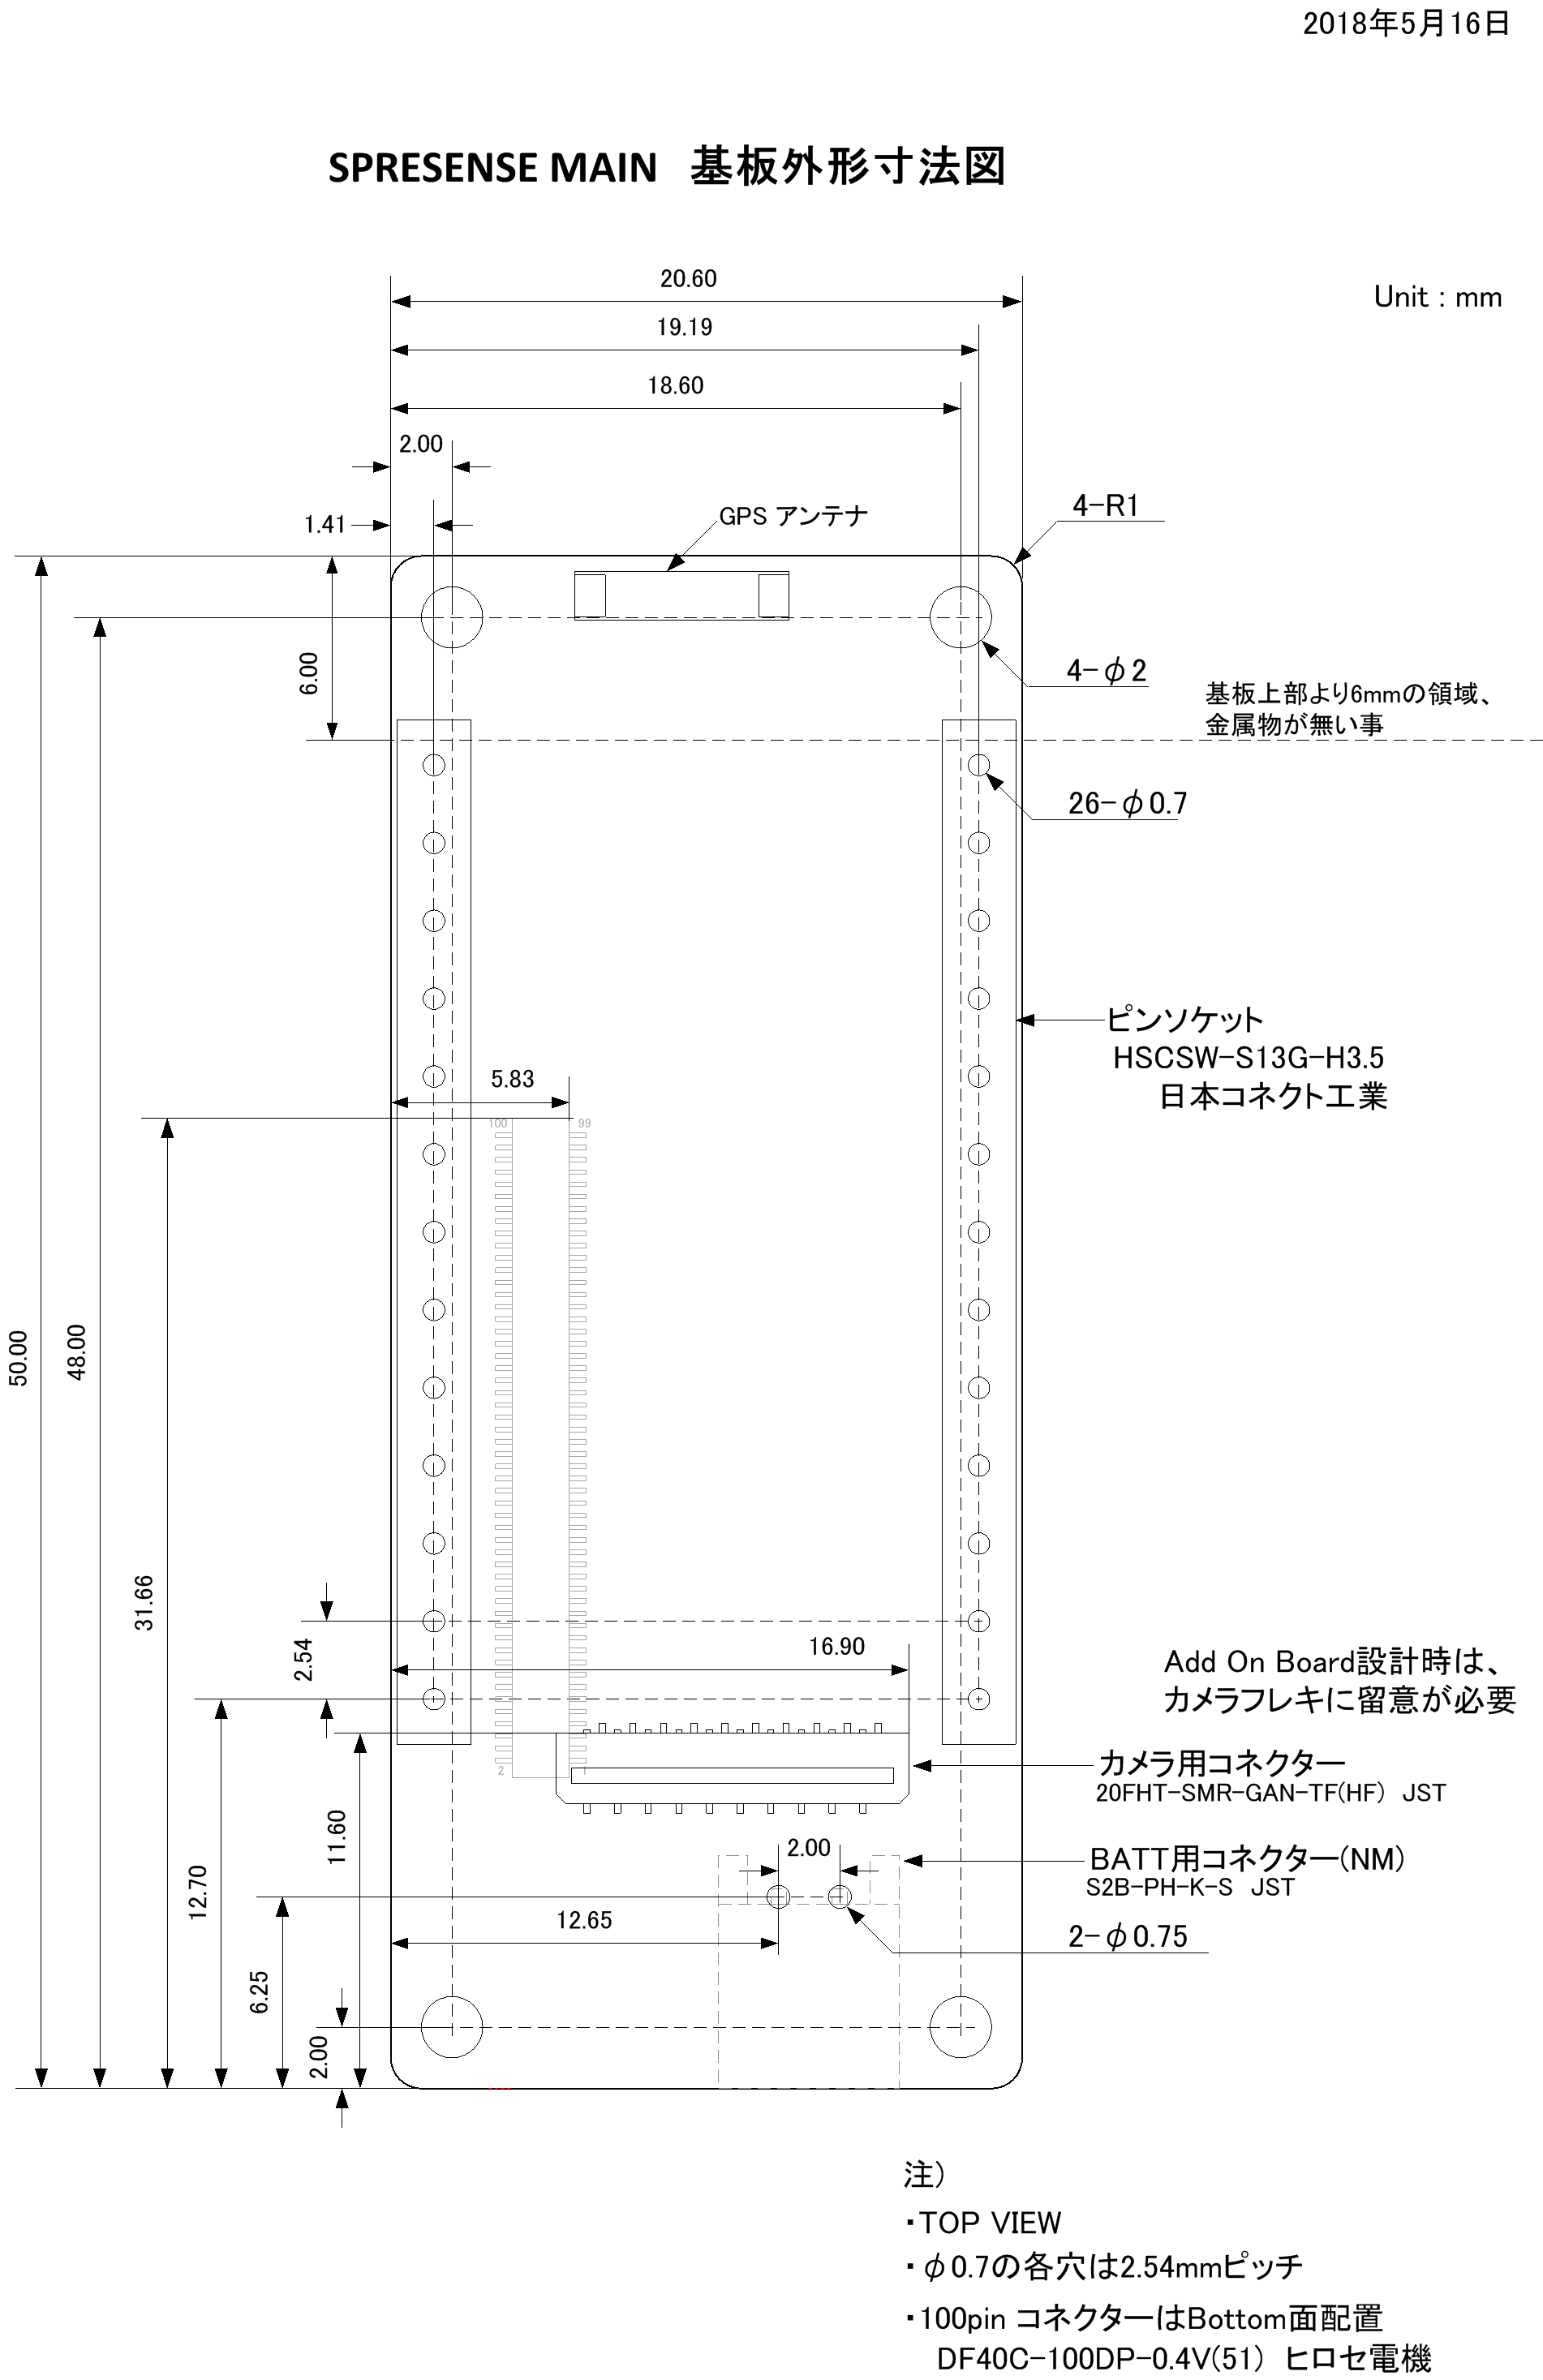 2018年5月16日
SPRESENSE MAIN 基板外形寸法図
Unit : mm
20.60
19.19
18.60
2.00
1.41
GPS アンテナ
4-R1
6.00
4-φ2
基板上部より6mmの領域、
金属物が無い事
26-φ0.7
ピンソケット
HSCSW-S13G-H3.5
日本コネクト工業
5.83
100
99
50.00
48.00
31.66
2.54
16.90
Add On Board設計時は、
カメラフレキに留意が必要
カメラ用コネクター
20FHT-SMR-GAN-TF(HF) JST
2
1
11.60
12.70
2.00
BATT用コネクター(NM)
S2B-PH-K-S JST
12.65
2-φ0.75
6.25
2.00
注)
・TOP VIEW
・φ0.7の各穴は2.54mmピッチ
・100pin コネクターはBottom面配置
DF40C-100DP-0.4V(51) ヒロセ電機